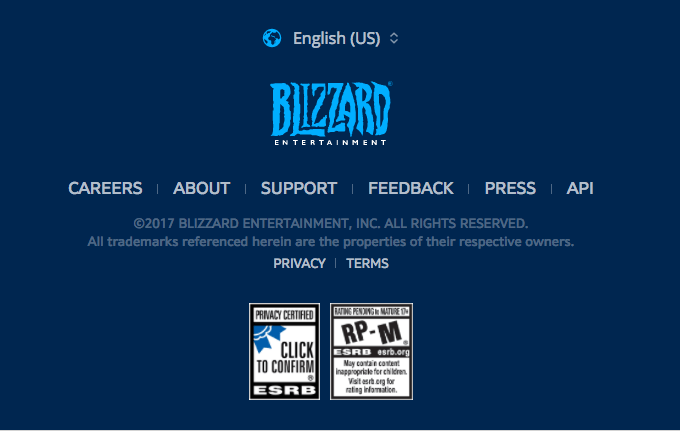 English (US)
BLIZZARD®
ENTERTAINMENT
CAREERS | ABOUT | SUPPORT | FEEDBACK | PRESS | API
©2017 BLIZZARD ENTERTAINMENT, INC. ALL RIGHTS RESERVED.
All trademarks referenced herein are the properties of their respective owners.
PRIVACY | TERMS
PRIVACY CERTIFIED
CLICK
TO CONFIRM
®
ESRB
RATING PENDING to MATURE 17+
RP-M®
ESRB esrb.org
May contain content
inappropriate for children.
Visit esrb.org for
rating information.